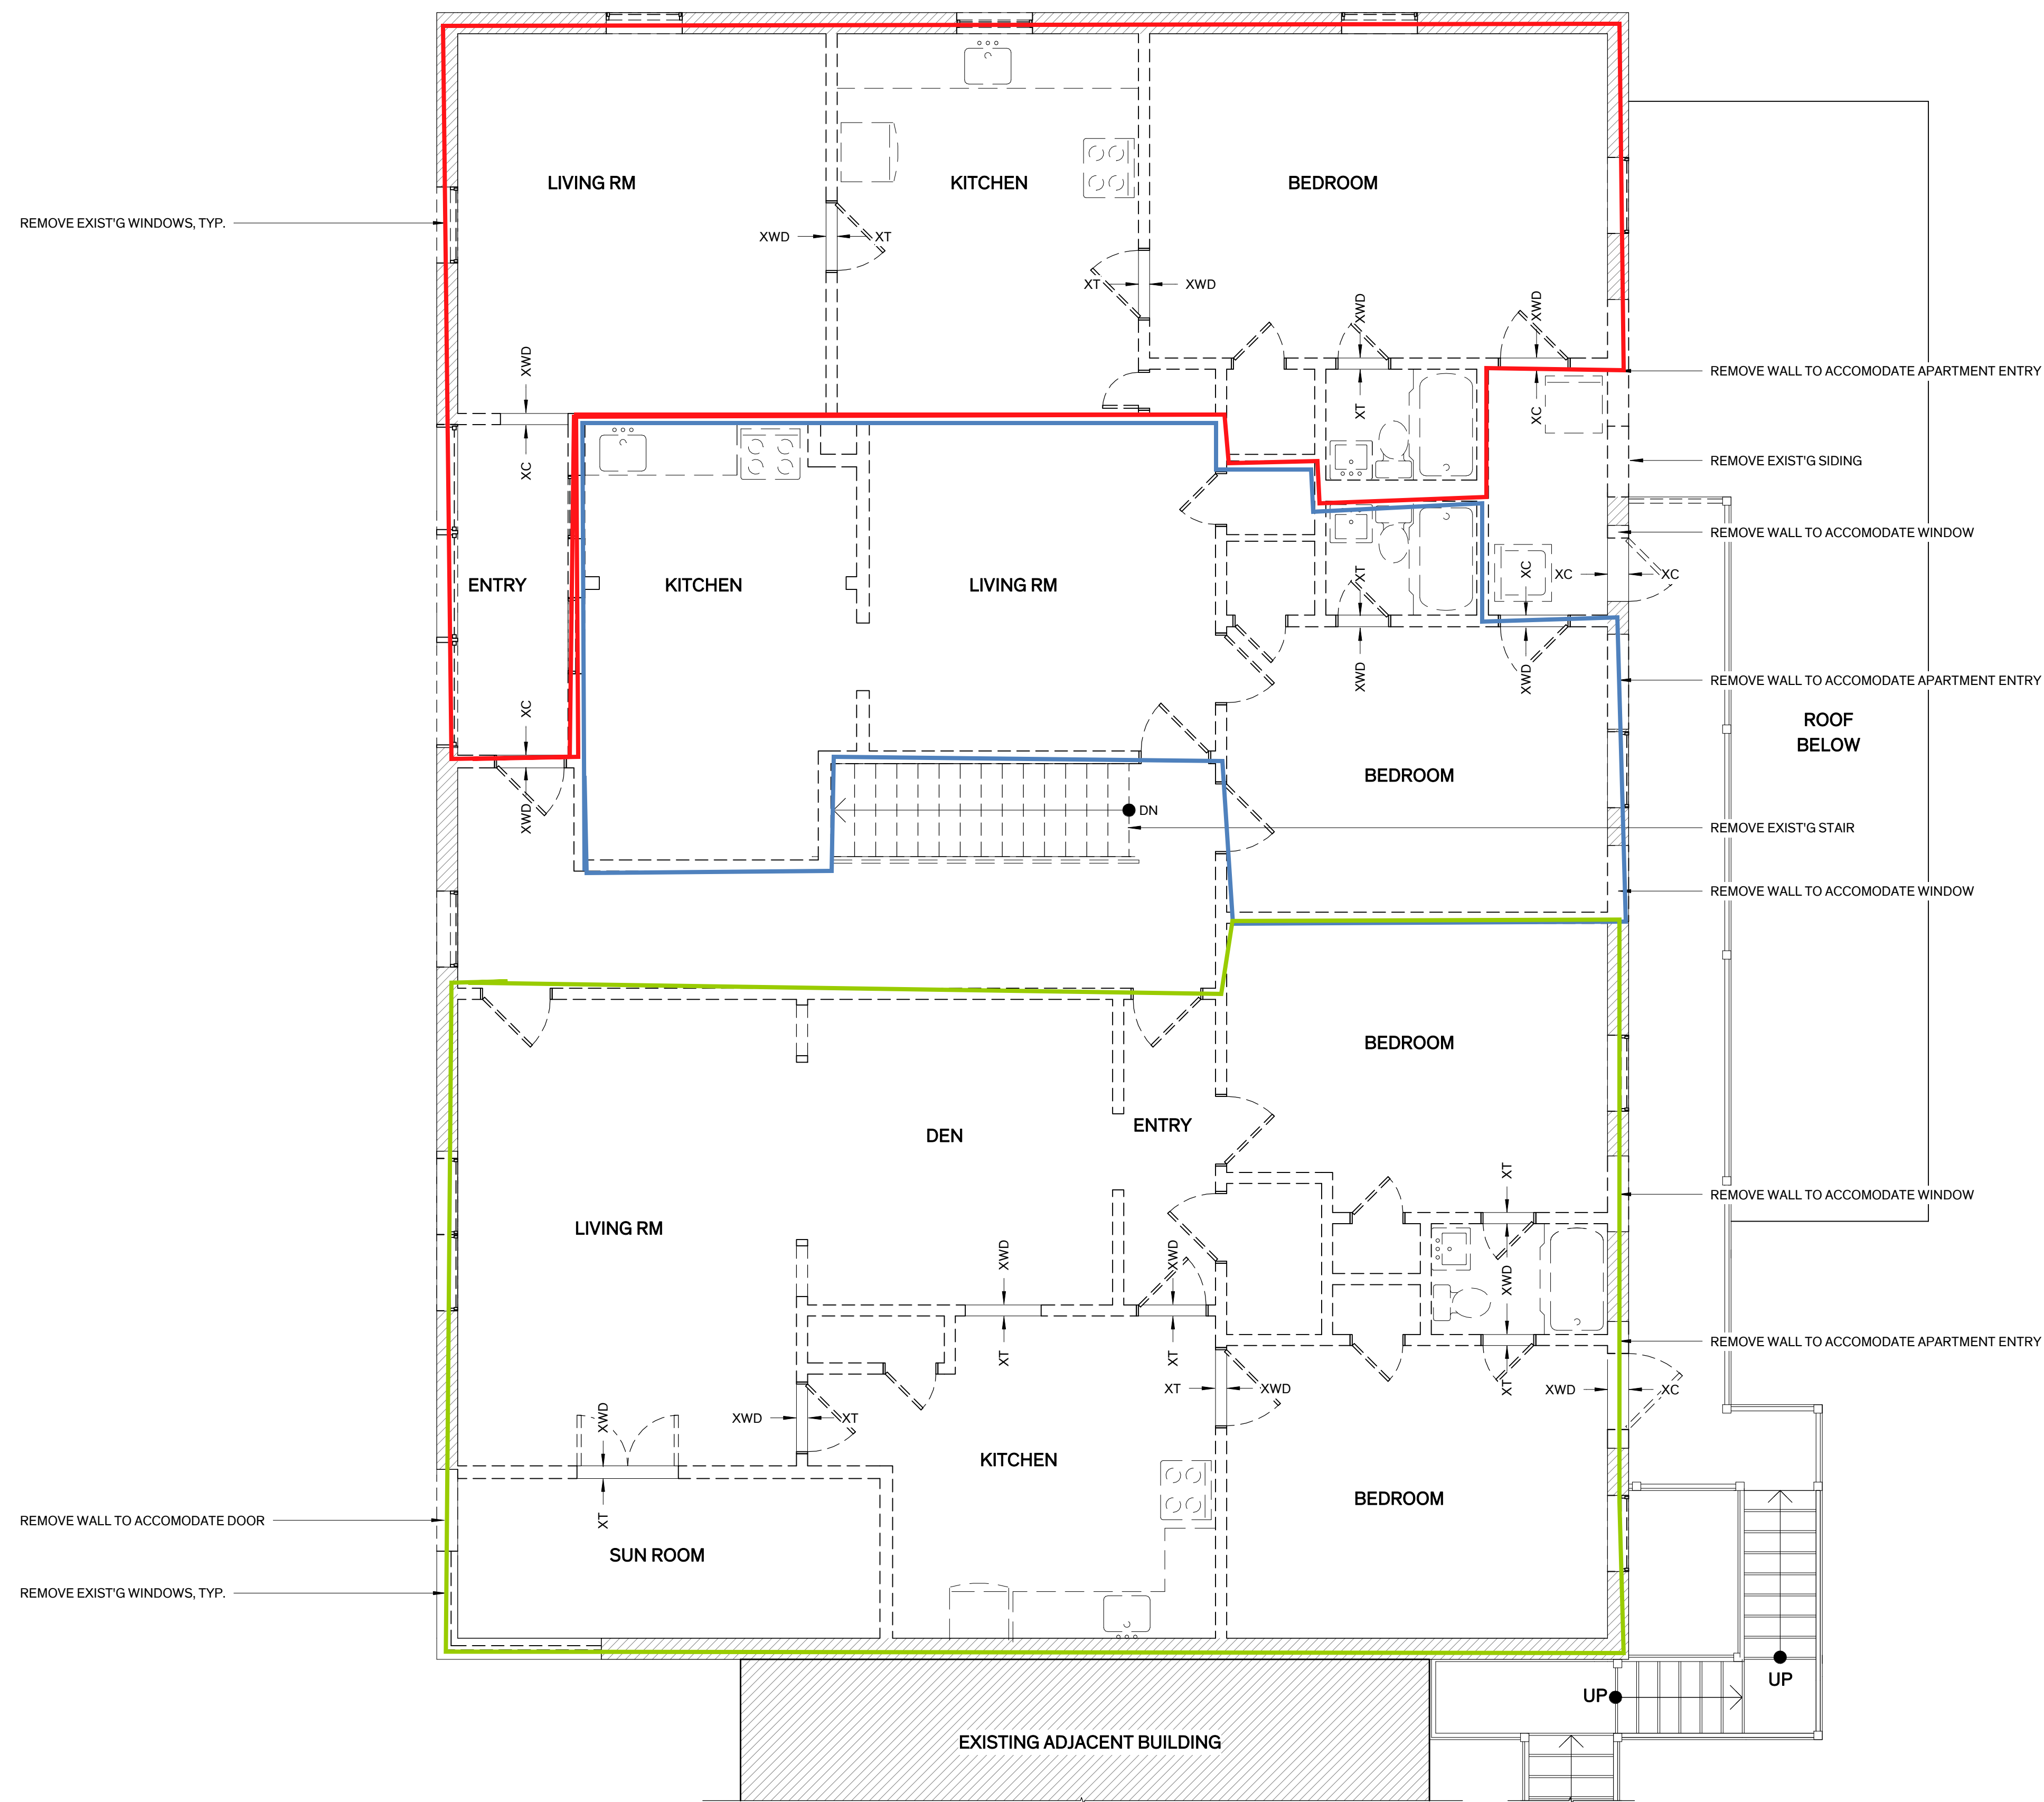 LIVING RM
KITCHEN
BEDROOM
REMOVE EXIST'G WINDOWS, TYP.
XWD
XT
XT
XWD
XWD
XWD
XWD
REMOVE WALL TO ACCOMODATE APARTMENT ENTRY
XT
XC
XC
REMOVE EXIST'G SIDING
REMOVE WALL TO ACCOMODATE WINDOW
ENTRY
KITCHEN
LIVING RM
XT
XC
XC
XC
XWD
XWD
REMOVE WALL TO ACCOMODATE APARTMENT ENTRY
XC
ROOF
BELOW
BEDROOM
XWD
DN
REMOVE EXIST'G STAIR
REMOVE WALL TO ACCOMODATE WINDOW
BEDROOM
DEN
ENTRY
XT
REMOVE WALL TO ACCOMODATE WINDOW
LIVING RM
XWD
XWD
XWD
REMOVE WALL TO ACCOMODATE APARTMENT ENTRY
XT
XT
XT
XT
XWD
XWD
XC
XWD
XWD
XT
KITCHEN
BEDROOM
XT
REMOVE WALL TO ACCOMODATE DOOR
SUN ROOM
REMOVE EXIST'G WINDOWS, TYP.
UP
UP
EXISTING ADJACENT BUILDING